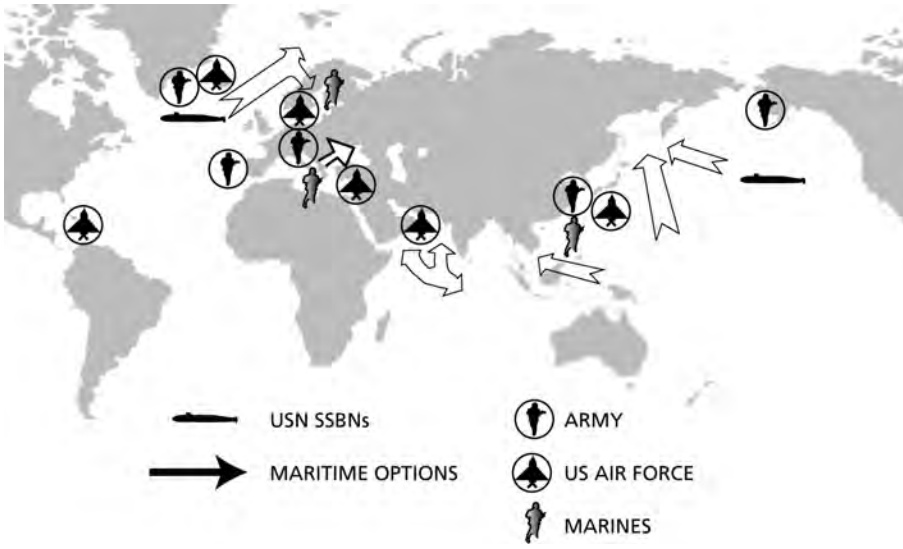 USN SSBNs
ARMY
MARITIME OPTIONS
US AIR FORCE
MARINES